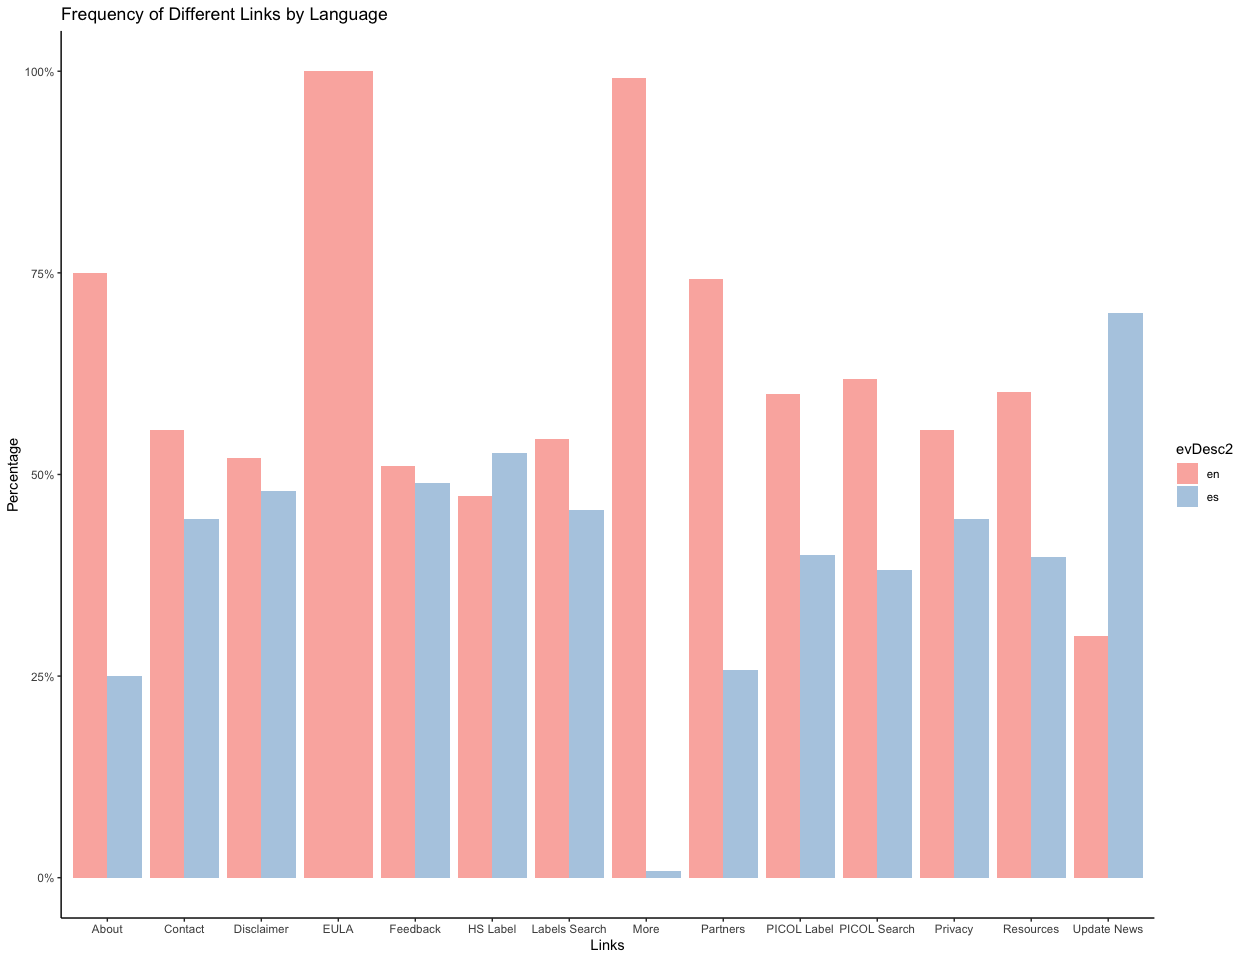 Frequency of Different Links by Language
100%
75%
50%
25%
0%
Percentage
About Contact Disclaimer EULA Feedback HS Label Labels Search More Partners PICOL Label PICOL Search Privacy Resources Update News
Links
evDesc2
en
es